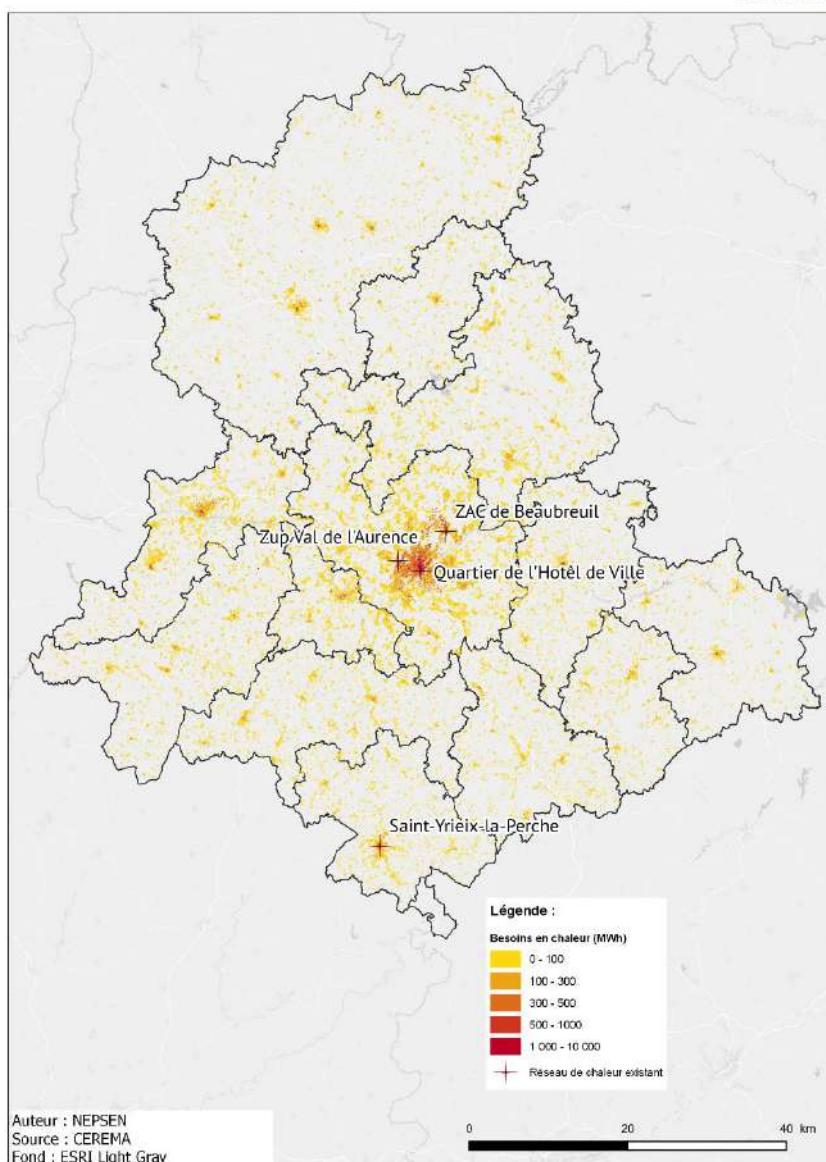 ZAC de Beaubreuil
Zup Val de l'Aurence
Quartier de l'Hotêl de Ville
Saint-Yrieix-la-Perche
Légende :
Besoins en chaleur (MWh)
0 - 100
100 - 300
300 - 500
500 - 1000
1 000 - 10 000
Réseau de chaleur existant
Auteur : NEPSEN
Source : CEREMA
Fond : ESRI Light Gray
0 20 40 km